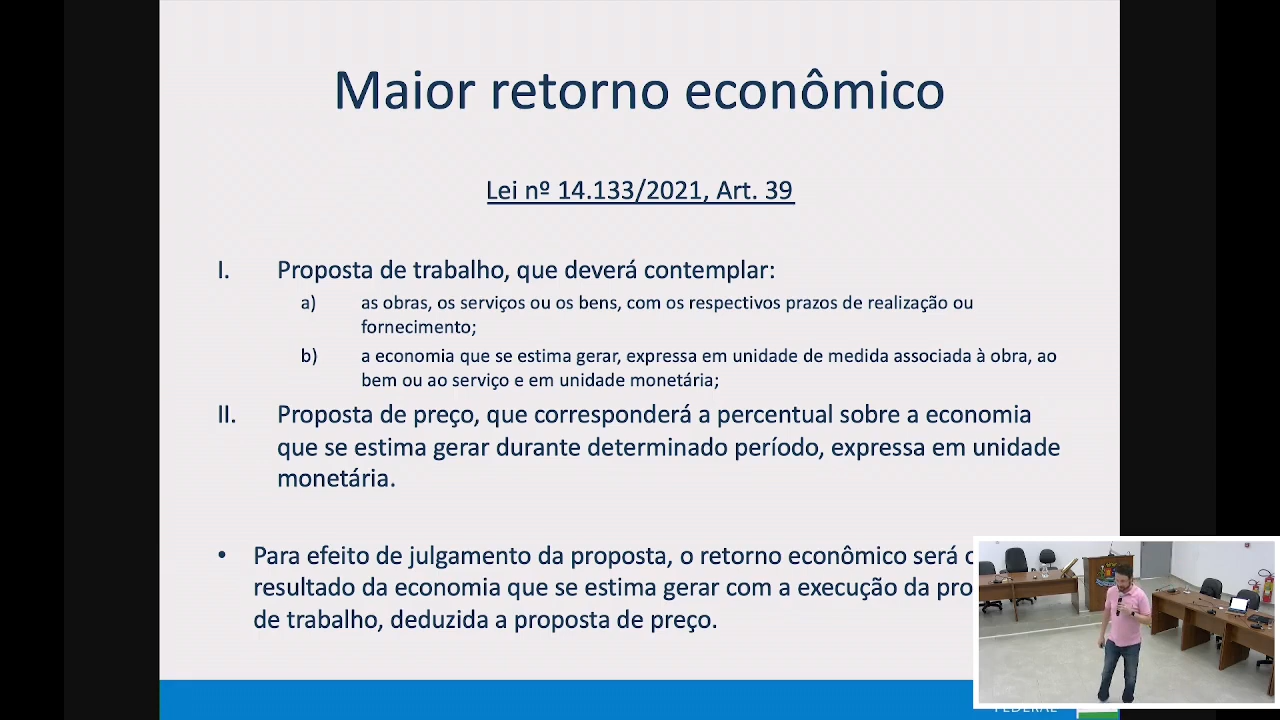 Maior retorno econômico
Lei nº 14.133/2021, Art. 39
I. Proposta de trabalho, que deverá contemplar:
a) as obras, os serviços ou os bens, com os respectivos prazos de realização ou
fornecimento;
b) a economia que se estima gerar, expressa em unidade de medida associada à obra, ao
bem ou ao serviço e em unidade monetária;
II. Proposta de preço, que corresponderá a percentual sobre a economia
que se estima gerar durante determinado período, expressa em unidade
monetária.
• Para efeito de julgamento da proposta, o retorno econômico será
resultado da economia que se estima gerar com a execução da pro
de trabalho, deduzida a proposta de preço.
FEDERAL